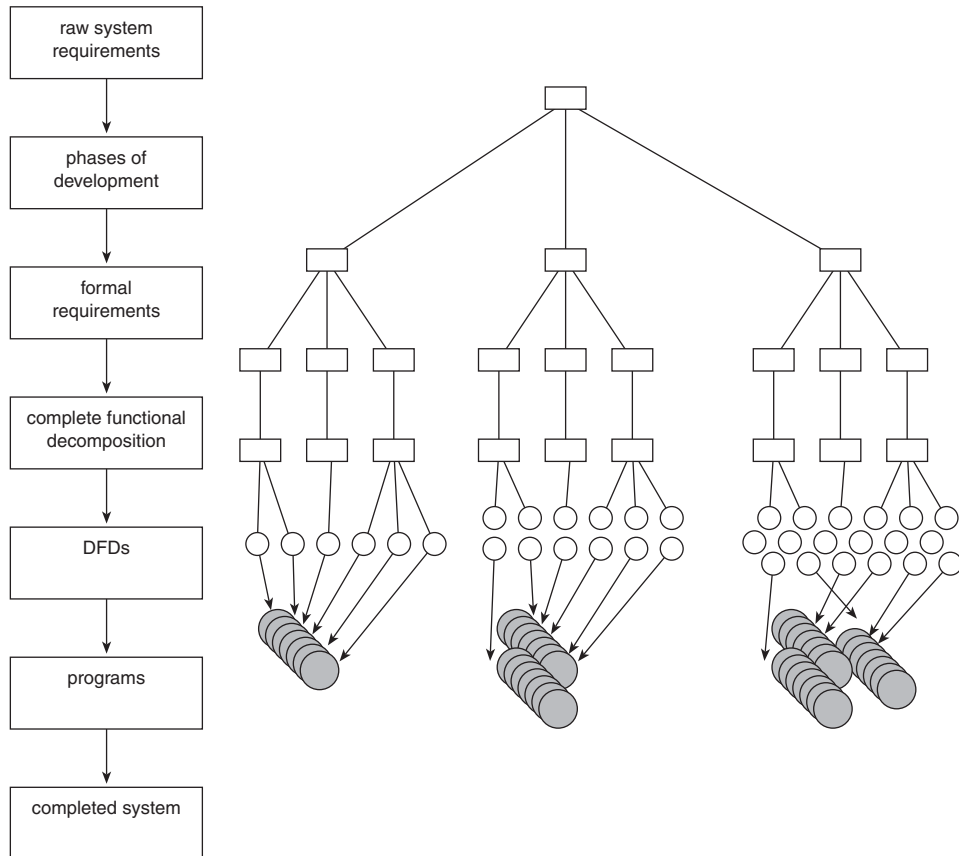 raw system
requirements
phases of
development
formal
requirements
complete functional
decomposition
DFDs
programs
completed system